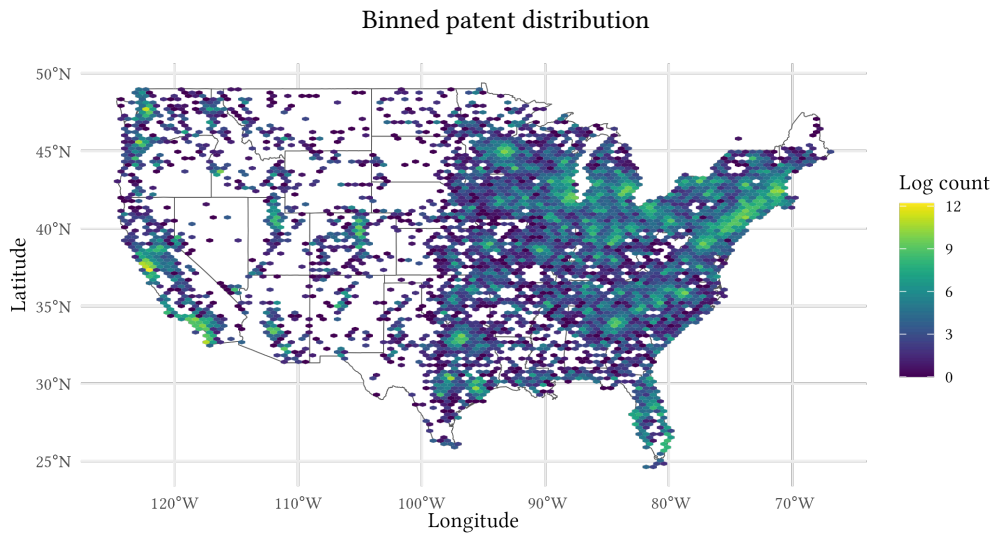 Binned patent distribution
50°N
45°N
40°N
35°N
30°N
25°N
Latitude
120°W 110°W 100°W 90°W 80°W 70°W
Longitude
Log count
12
9
6
3
0